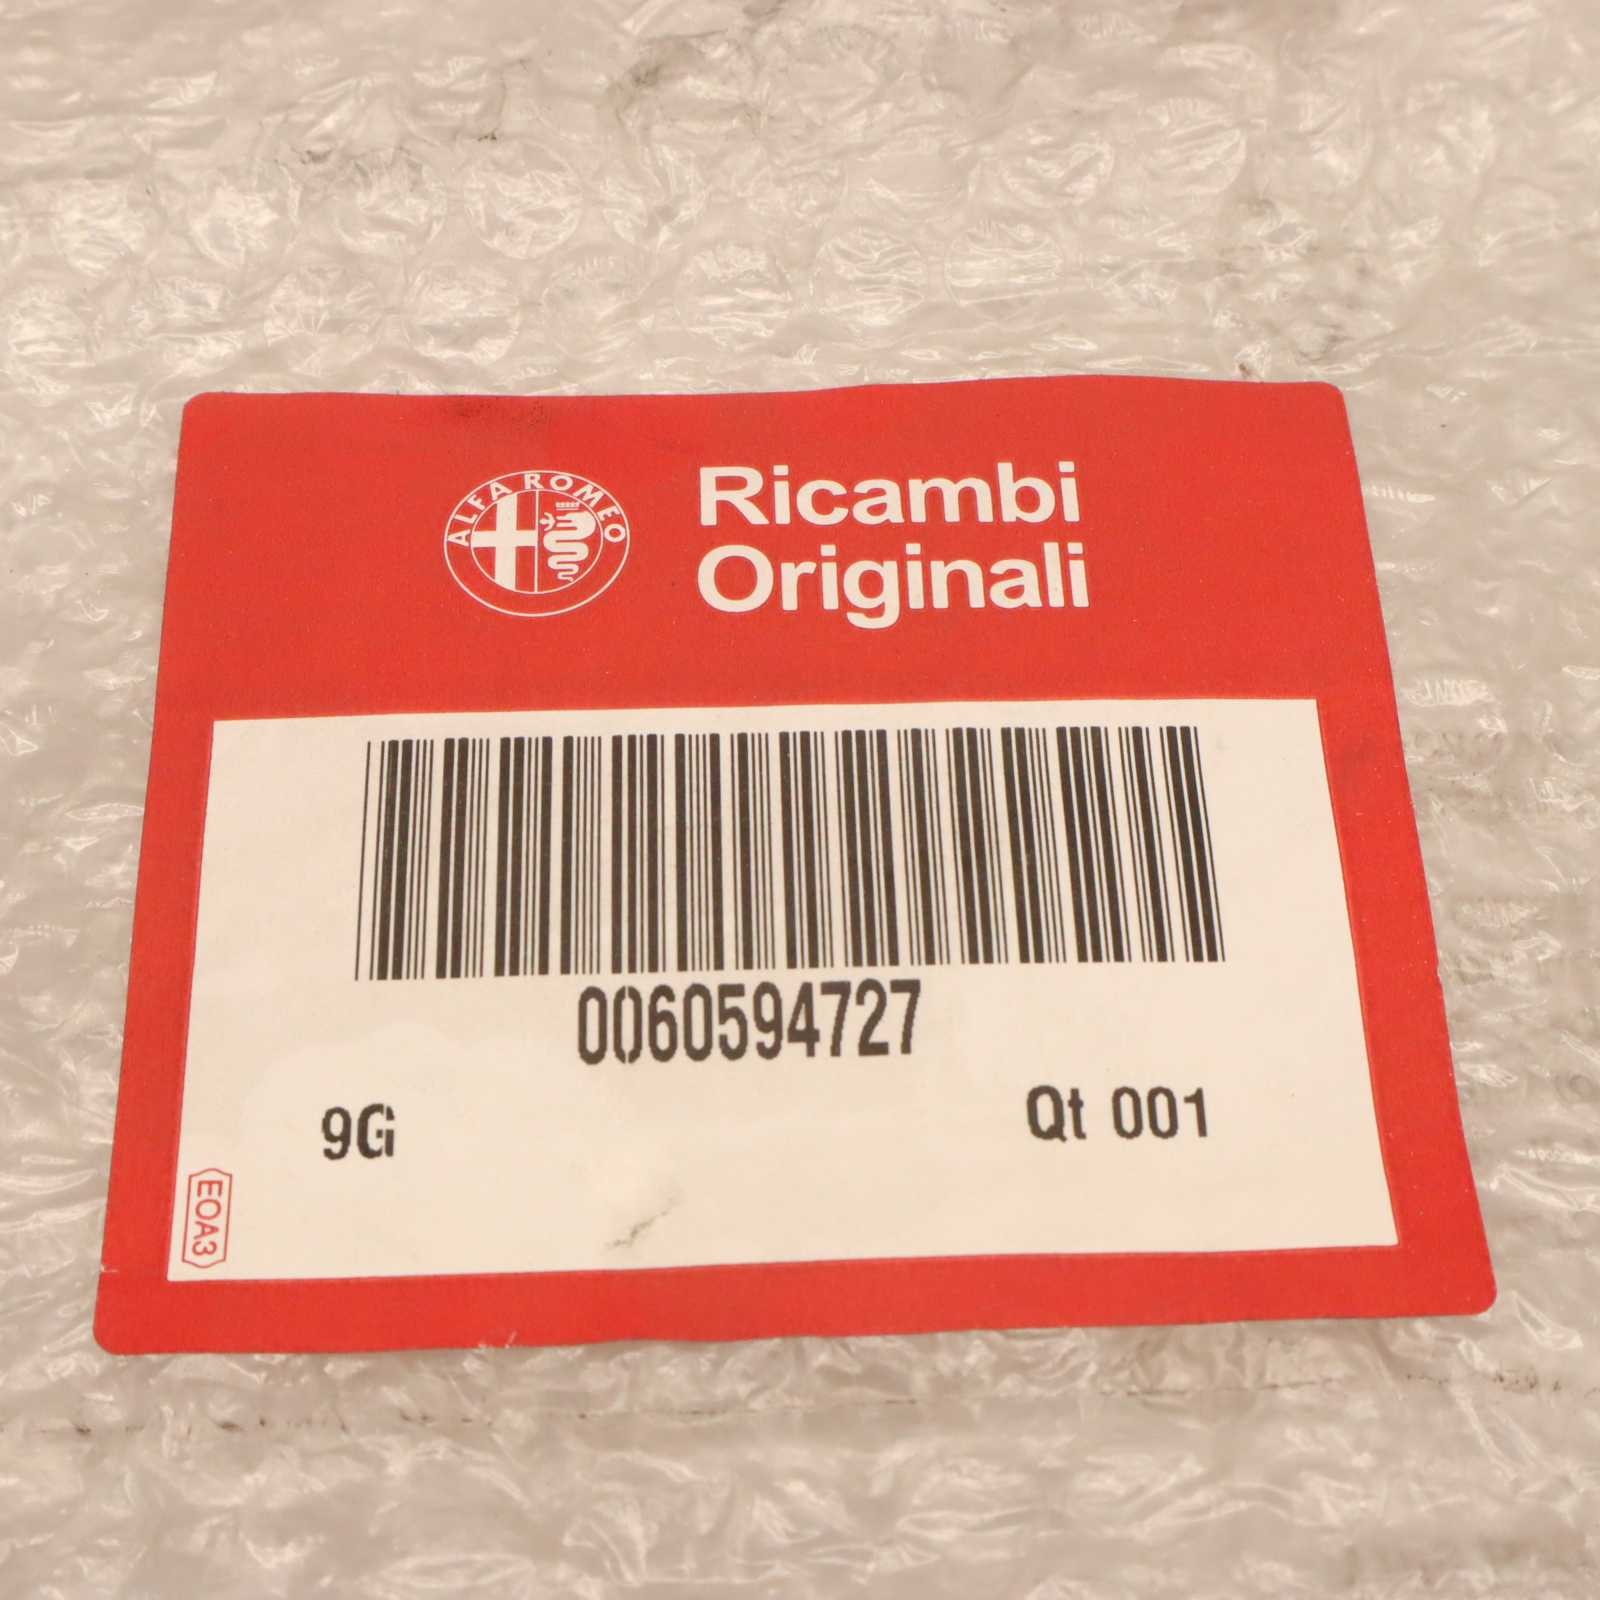 ALFA ROMEO
Ricambi
Originali
0060594727
9G
Qt 001
EOA3